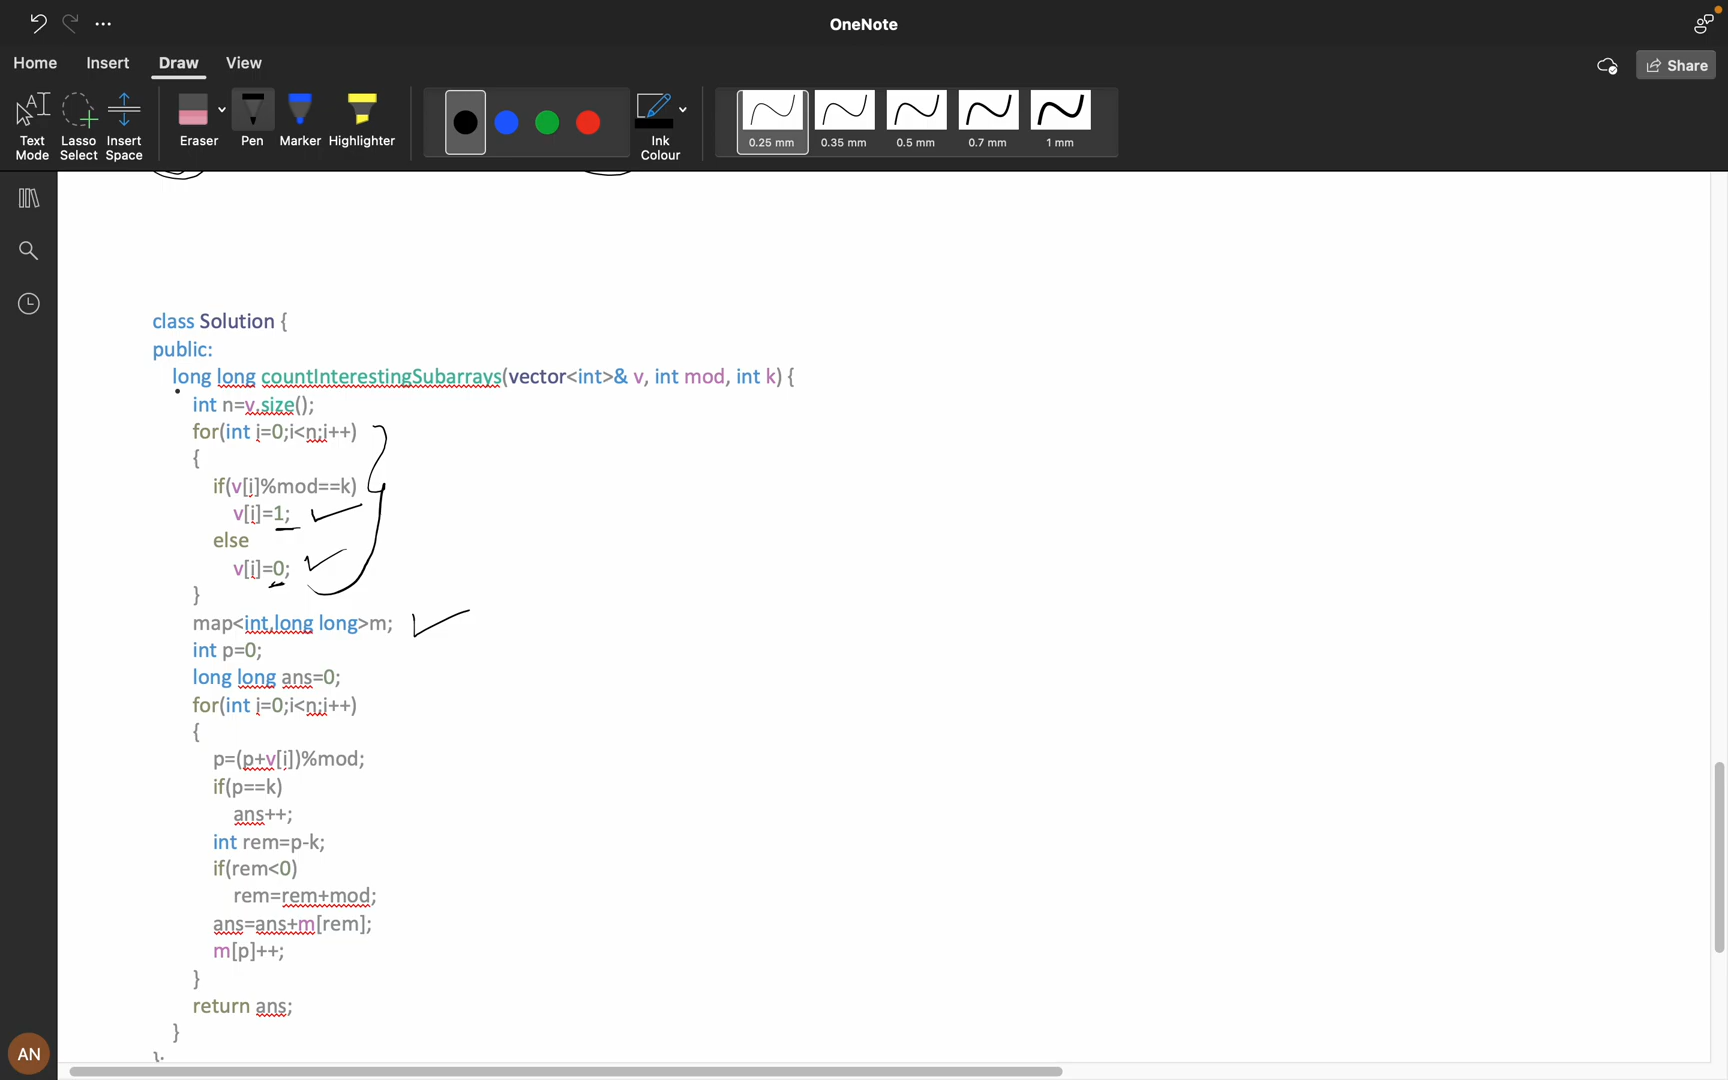 OneNote
Home Insert Draw View
Share
Text Mode
Lasso Select
Insert Space
Eraser
Pen
Marker
Highlighter
Ink Colour
0.25 mm
0.35 mm
0.5 mm
0.7 mm
1 mm
class Solution {
public:
long long countInterestingSubarrays(vector<int>& v, int mod, int k) {
int n=v.size();
for(int i=0;i<n;i++)
{
if(v[i]%mod==k)
v[i]=1;
else
v[i]=0;
}
map<int,long long>m;
int p=0;
long long ans=0;
for(int i=0;i<n;i++)
{
p=(p+v[i])%mod;
if(p==k)
ans++;
int rem=p-k;
if(rem<0)
rem=rem+mod;
ans=ans+m[rem];
m[p]++;
}
return ans;
}
};
AN